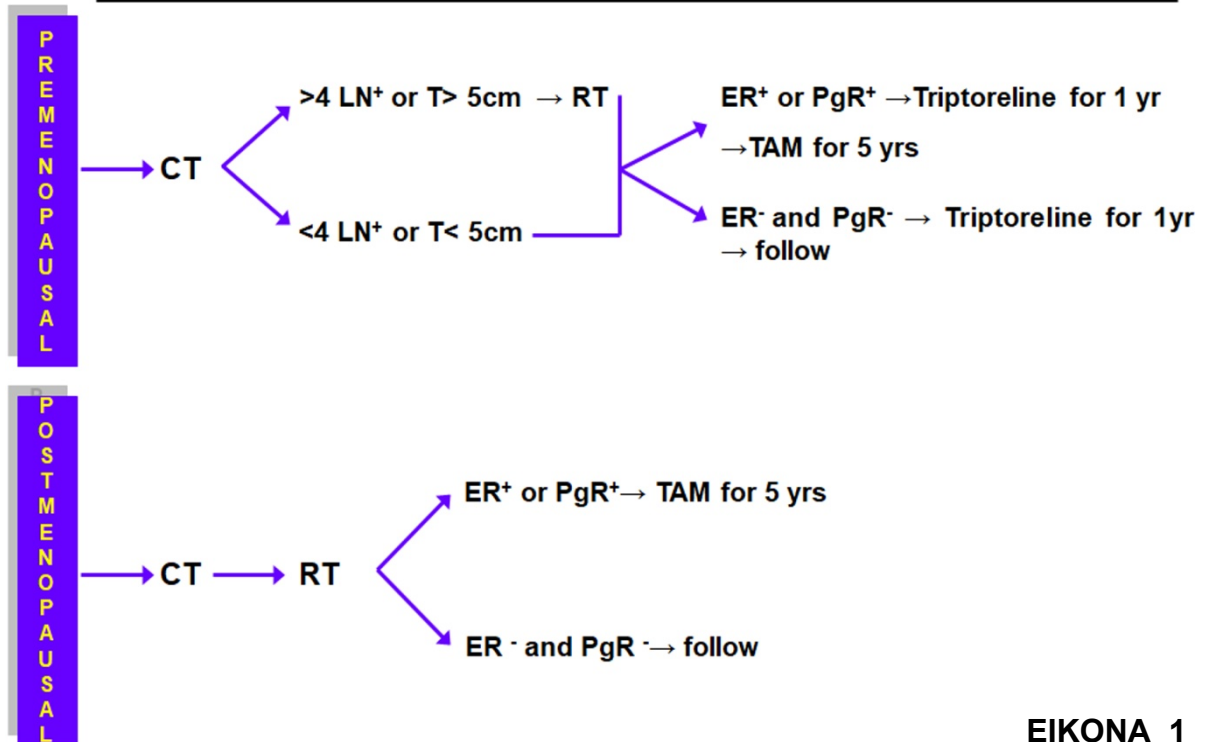 PREMENOPAUSAL
CT
>4 LN⁺ or T> 5cm → RT
<4 LN⁺ or T< 5cm
ER⁺ or PgR⁺ →Triptoreline for 1 yr
→TAM for 5 yrs
ER⁻ and PgR⁻ → Triptoreline for 1yr
→ follow
POSTMENOPAUSAL
CT
RT
ER⁺ or PgR⁺→ TAM for 5 yrs
ER ⁻ and PgR ⁻→ follow
EIKONA 1